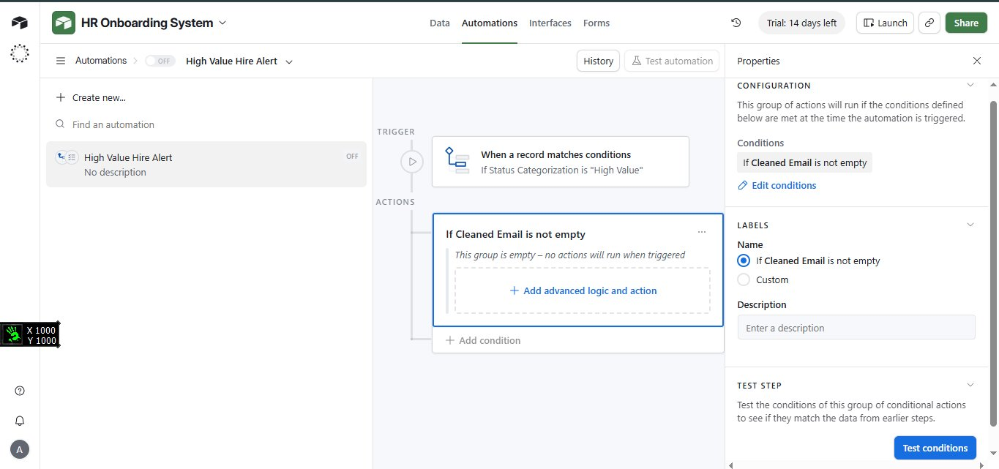 HR Onboarding System
Data
Automations
Interfaces
Forms
Trial: 14 days left
Launch
Share
Automations
OFF
High Value Hire Alert
History
Test automation
Properties
Create new...
Find an automation
High Value Hire Alert
OFF
No description
TRIGGER
When a record matches conditions
If Status Categorization is "High Value"
ACTIONS
If Cleaned Email is not empty
...
This group is empty – no actions will run when triggered
Add advanced logic and action
Add condition
CONFIGURATION
This group of actions will run if the conditions defined
below are met at the time the automation is triggered.
Conditions
If Cleaned Email is not empty
Edit conditions
LABELS
Name
If Cleaned Email is not empty
Custom
Description
Enter a description
TEST STEP
Test the conditions of this group of conditional actions
to see if they match the data from earlier steps.
Test conditions
X 1000
Y 1000
A